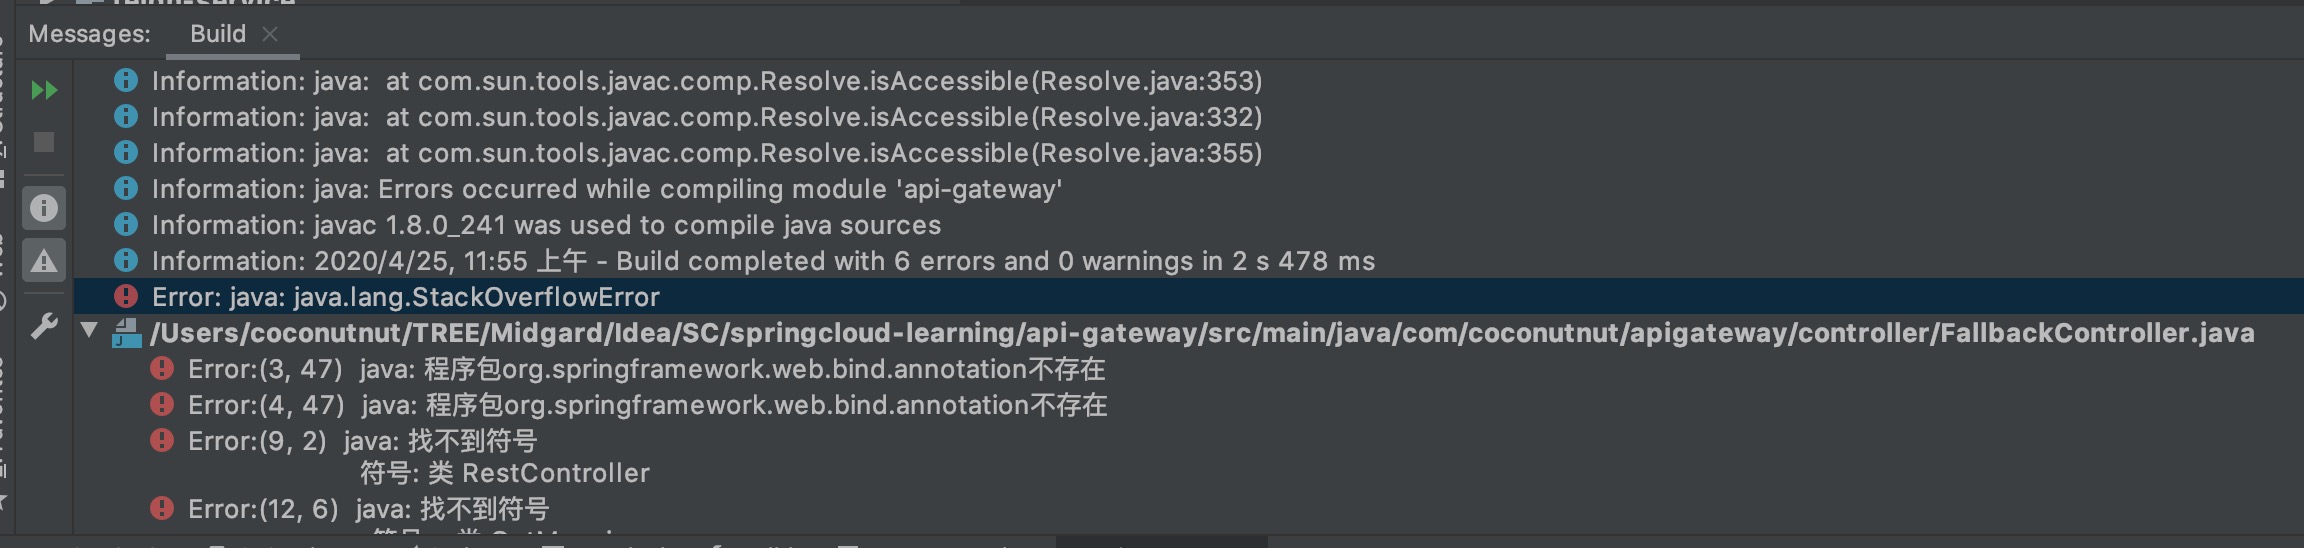 Messages: Build
Information: java: at com.sun.tools.javac.comp.Resolve.isAccessible(Resolve.java:353)
Information: java: at com.sun.tools.javac.comp.Resolve.isAccessible(Resolve.java:332)
Information: java: at com.sun.tools.javac.comp.Resolve.isAccessible(Resolve.java:355)
Information: java: Errors occurred while compiling module 'api-gateway'
Information: javac 1.8.0_241 was used to compile java sources
Information: 2020/4/25, 11:55 上午 - Build completed with 6 errors and 0 warnings in 2 s 478 ms
Error: java: java.lang.StackOverflowError
/Users/coconutnut/TREE/Midgard/Idea/SC/springcloud-learning/api-gateway/src/main/java/com/coconutnut/apigateway/controller/FallbackController.java
Error:(3, 47) java: 程序包org.springframework.web.bind.annotation不存在
Error:(4, 47) java: 程序包org.springframework.web.bind.annotation不存在
Error:(9, 2) java: 找不到符号
符号: 类 RestController
Error:(12, 6) java: 找不到符号